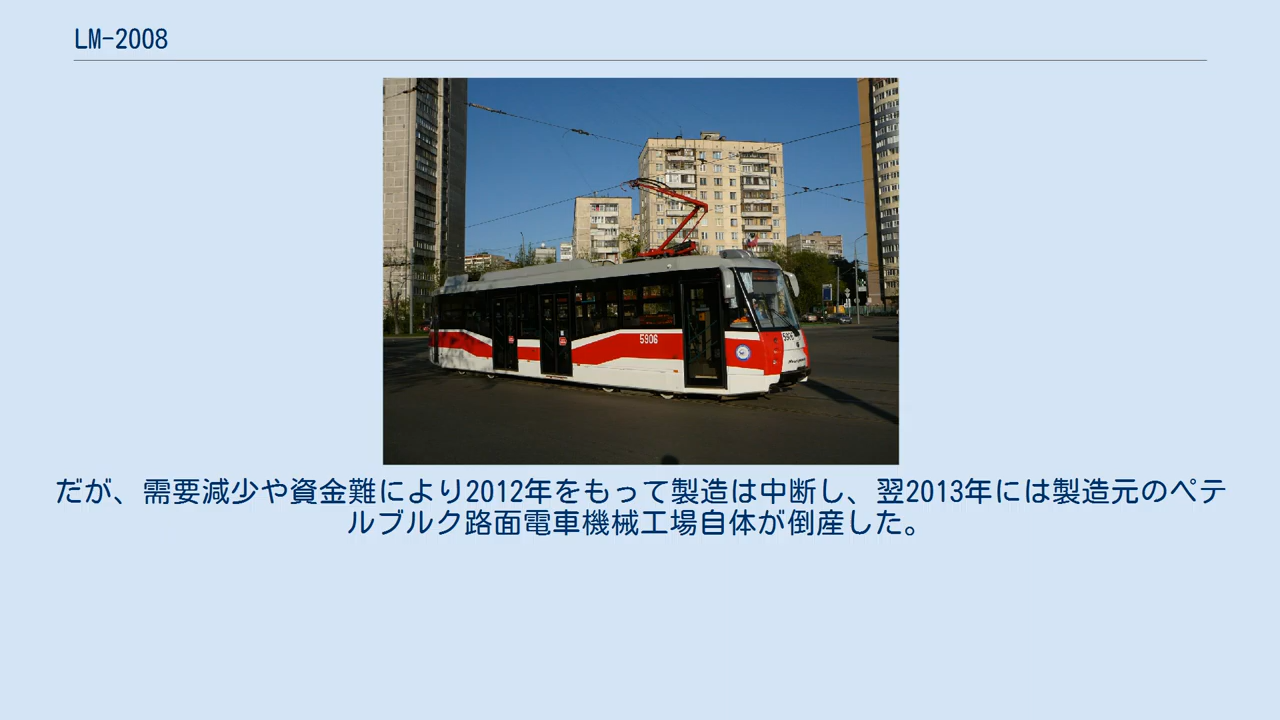 LM-2008
5906
だが、需要減少や資金難により2012年をもって製造は中断し、翌2013年には製造元のペテ
ルブルク路面電車機械工場自体が倒産した。